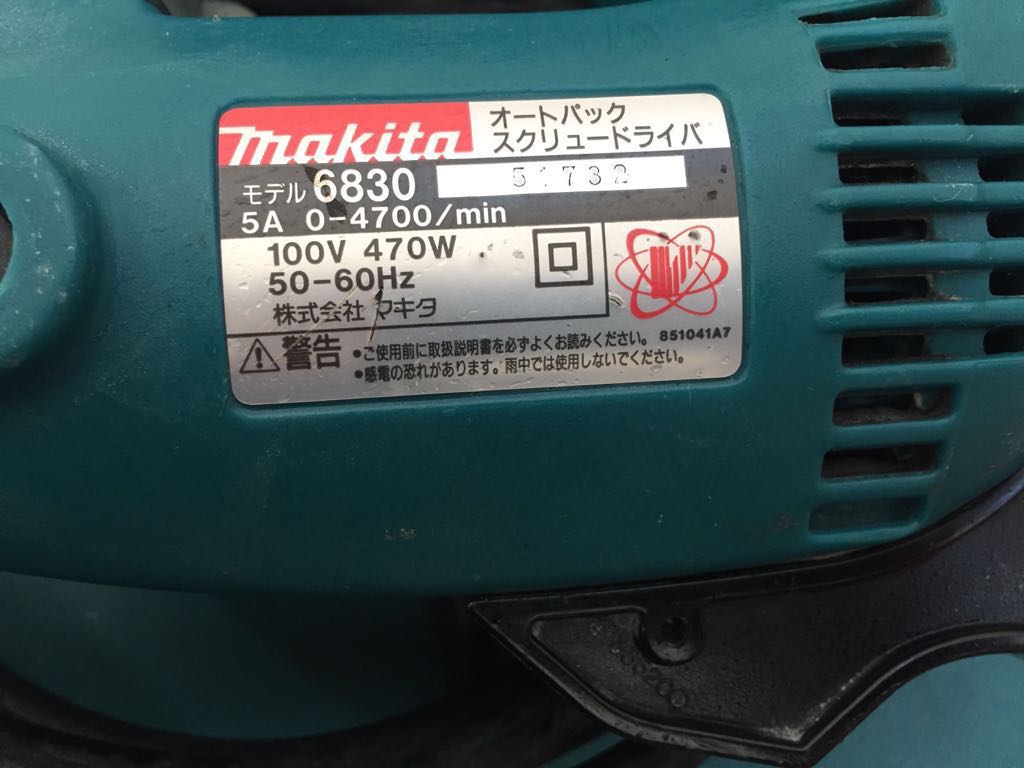 makita
オートパック
スクリュードライバ
モデル 6830 51732
5A 0-4700/min
100V 470W
50-60Hz
株式会社 マキタ
警告
•ご使用前に取扱説明書を必ずよくお読みください。
•感電の恐れがあります。雨中では使用しないでください。
851041A7